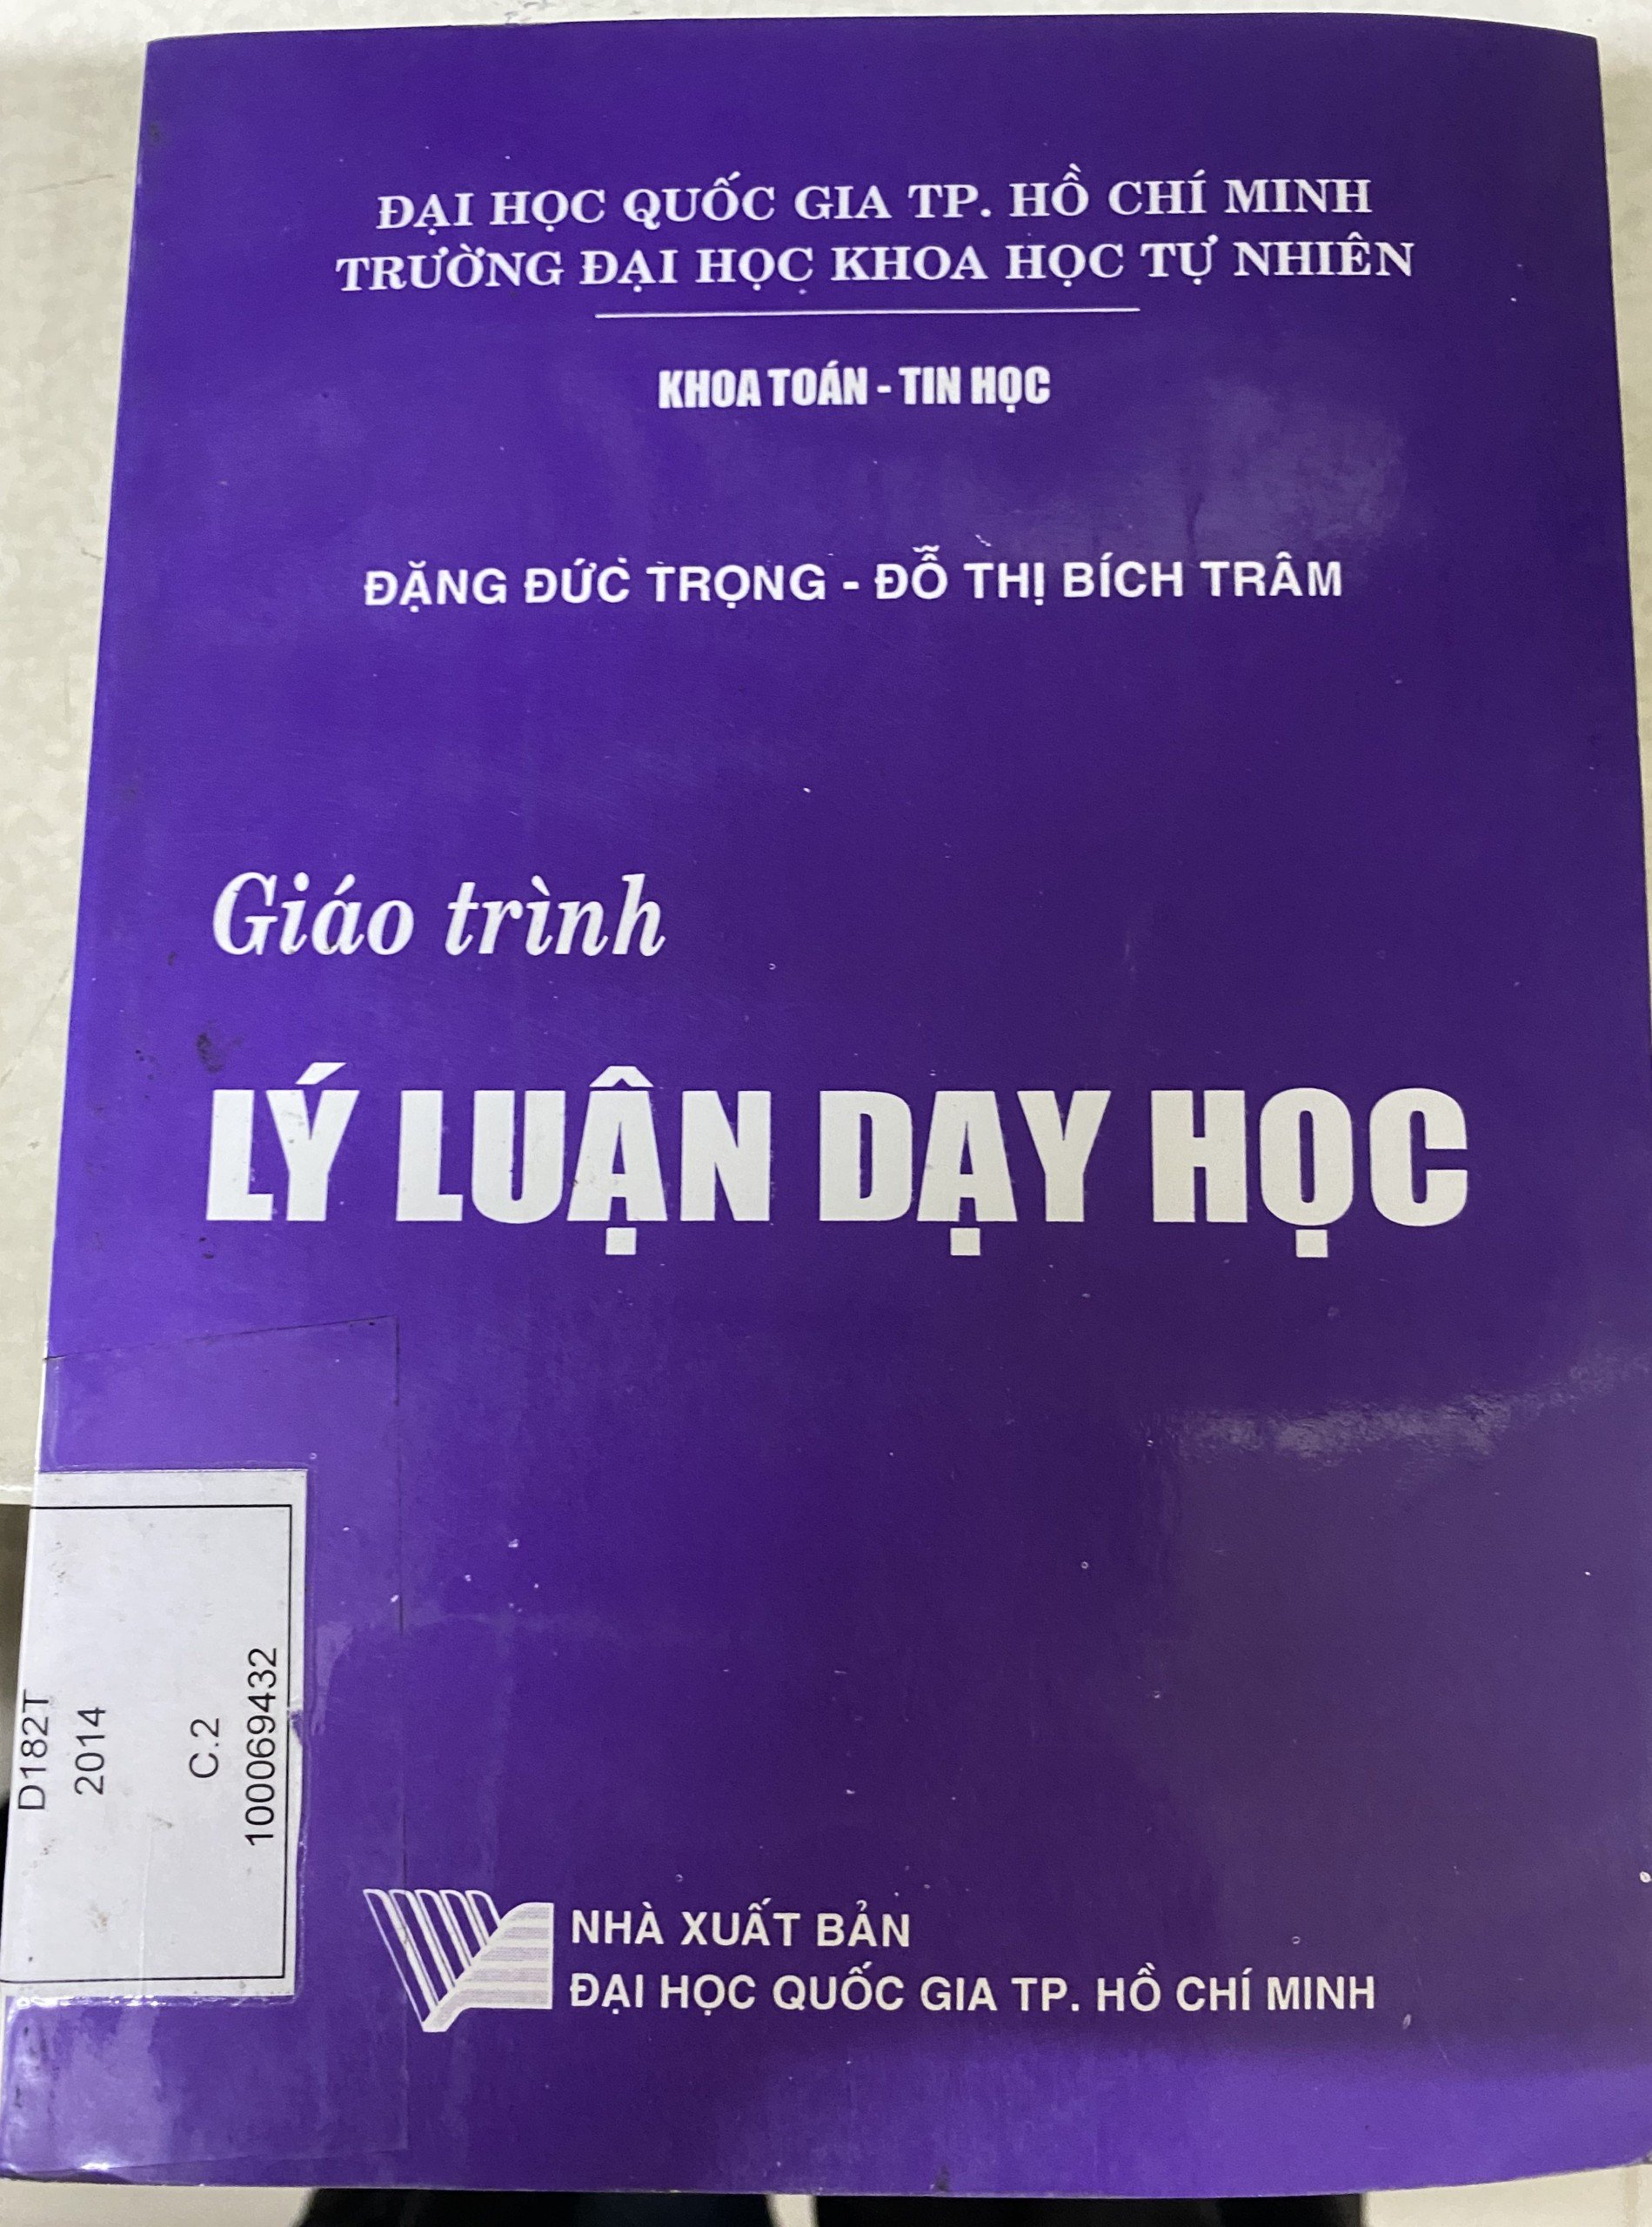 ĐẠI HỌC QUỐC GIA TP. HỒ CHÍ MINH
TRƯỜNG ĐẠI HỌC KHOA HỌC TỰ NHIÊN
KHOA TOÁN - TIN HỌC
ĐẶNG ĐỨC TRỌNG - ĐỖ THỊ BÍCH TRÂM
Giáo trình
LÝ LUẬN DẠY HỌC
D182T
2014
C.2
100069432
NHÀ XUẤT BẢN
ĐẠI HỌC QUỐC GIA TP. HỒ CHÍ MINH